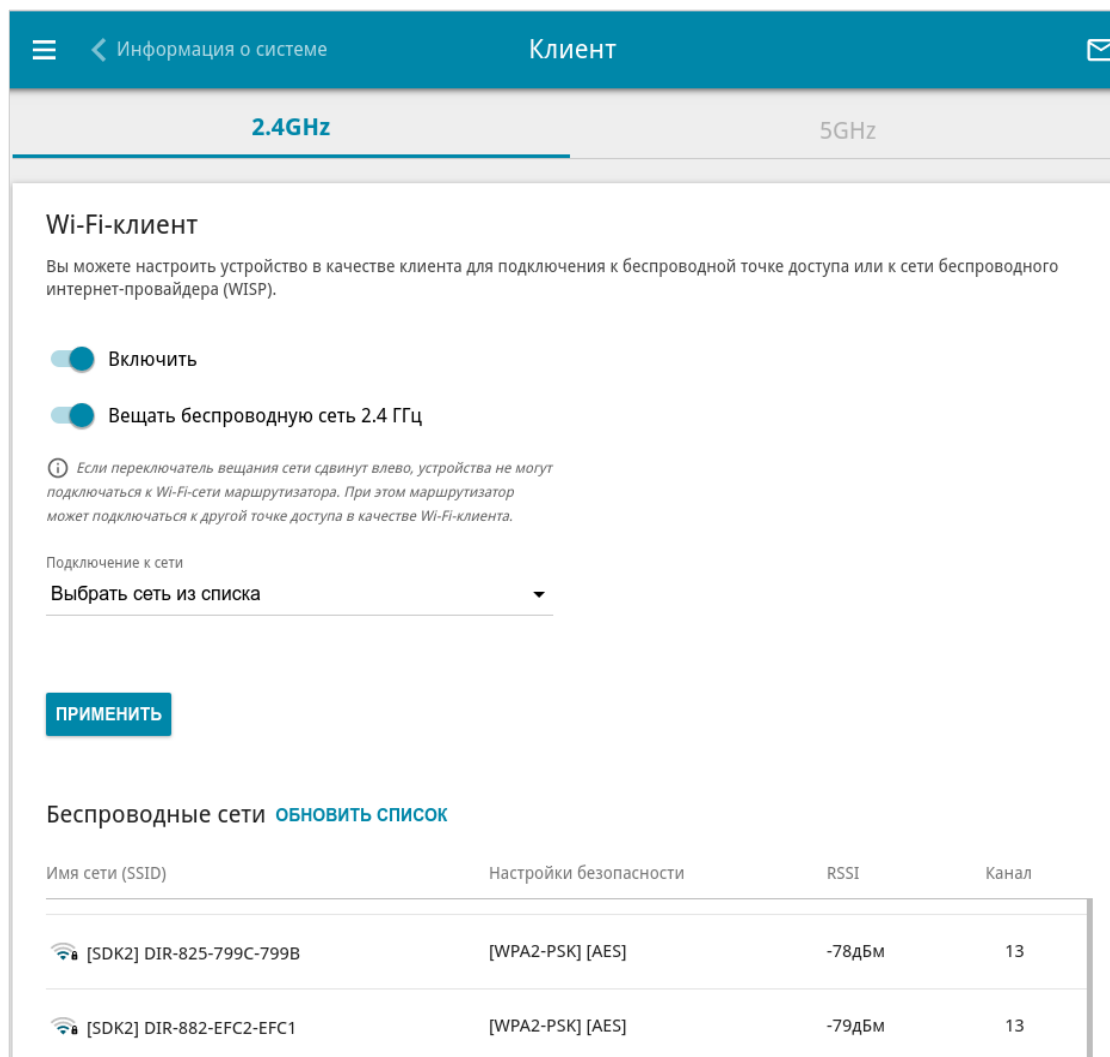 Информация о системе
Клиент
2.4GHz
5GHz
Wi-Fi-клиент
Вы можете настроить устройство в качестве клиента для подключения к беспроводной точке доступа или к сети беспроводного
интернет-провайдера (WISP).
Включить
Вещать беспроводную сеть 2.4 ГГц
Если переключатель вещания сети сдвинут влево, устройства не могут
подключаться к Wi-Fi-сети маршрутизатора. При этом маршрутизатор
может подключаться к другой точке доступа в качестве Wi-Fi-клиента.
Подключение к сети
Выбрать сеть из списка
ПРИМЕНИТЬ
Беспроводные сети ОБНОВИТЬ СПИСОК
Имя сети (SSID) Настройки безопасности RSSI Канал
[SDK2] DIR-825-799C-799B [WPA2-PSK] [AES] -78дБм 13
[SDK2] DIR-882-EFC2-EFC1 [WPA2-PSK] [AES] -79дБм 13